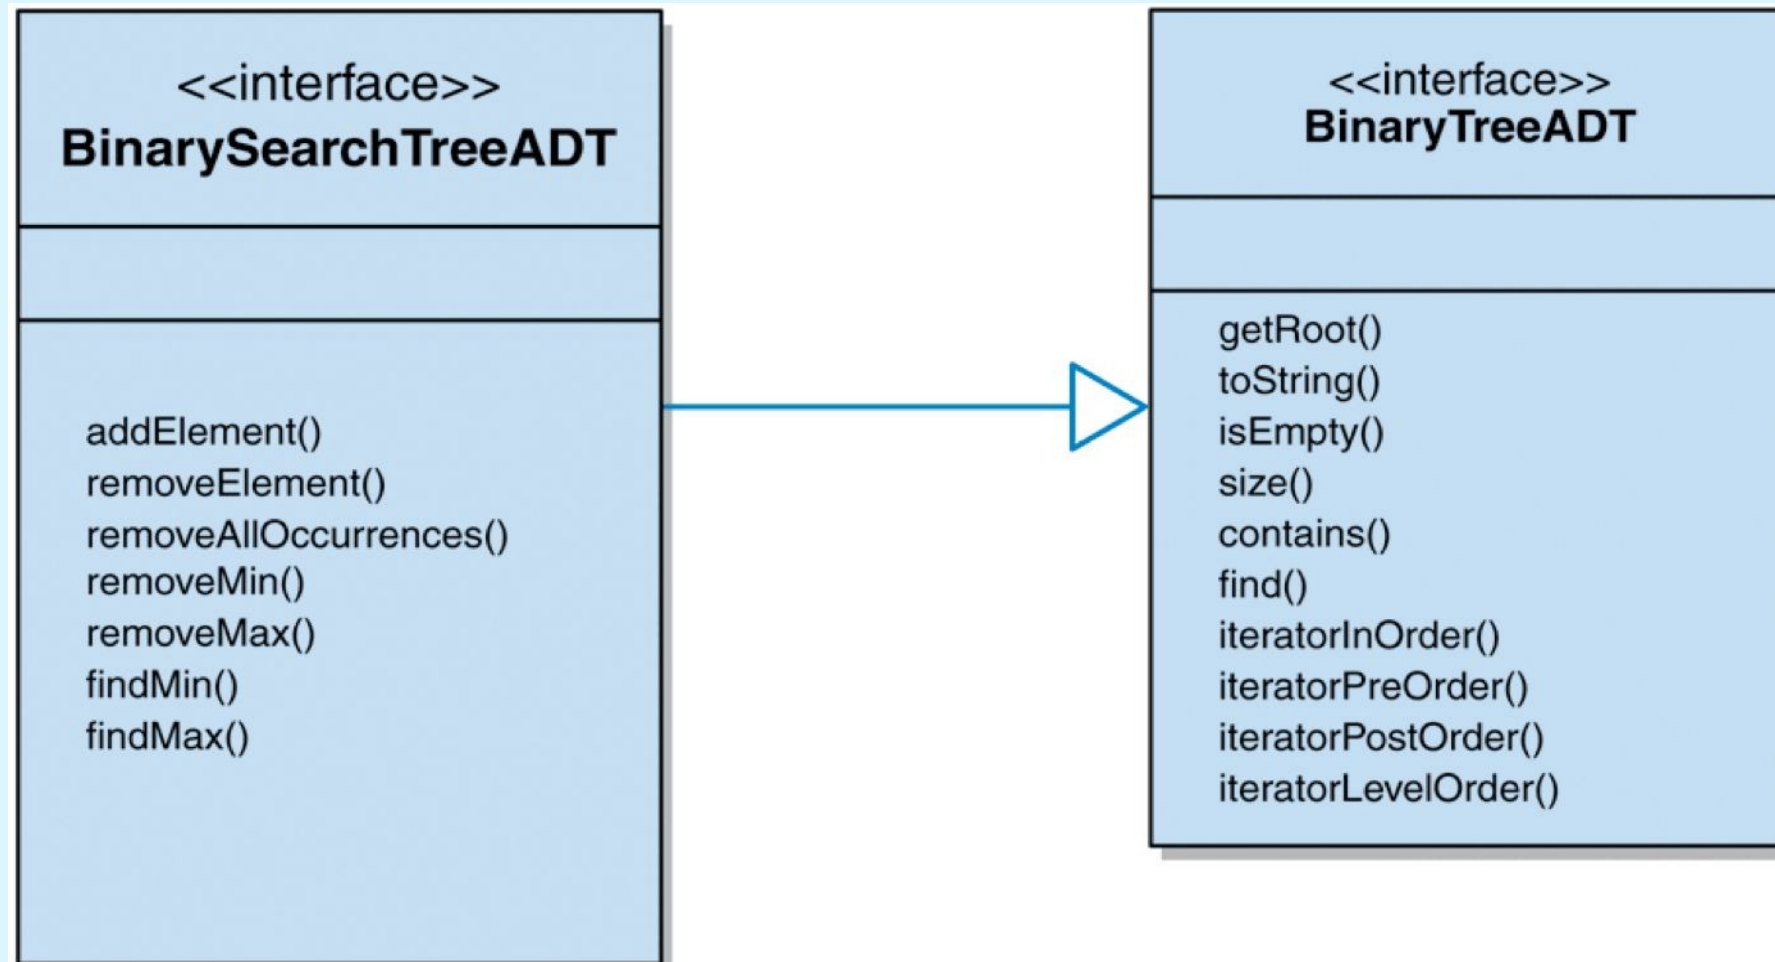 <<interface>>
BinarySearchTreeADT
addElement()
removeElement()
removeAllOccurrences()
removeMin()
removeMax()
findMin()
findMax()
<<interface>>
BinaryTreeADT
getRoot()
toString()
isEmpty()
size()
contains()
find()
iteratorInOrder()
iteratorPreOrder()
iteratorPostOrder()
iteratorLevelOrder()